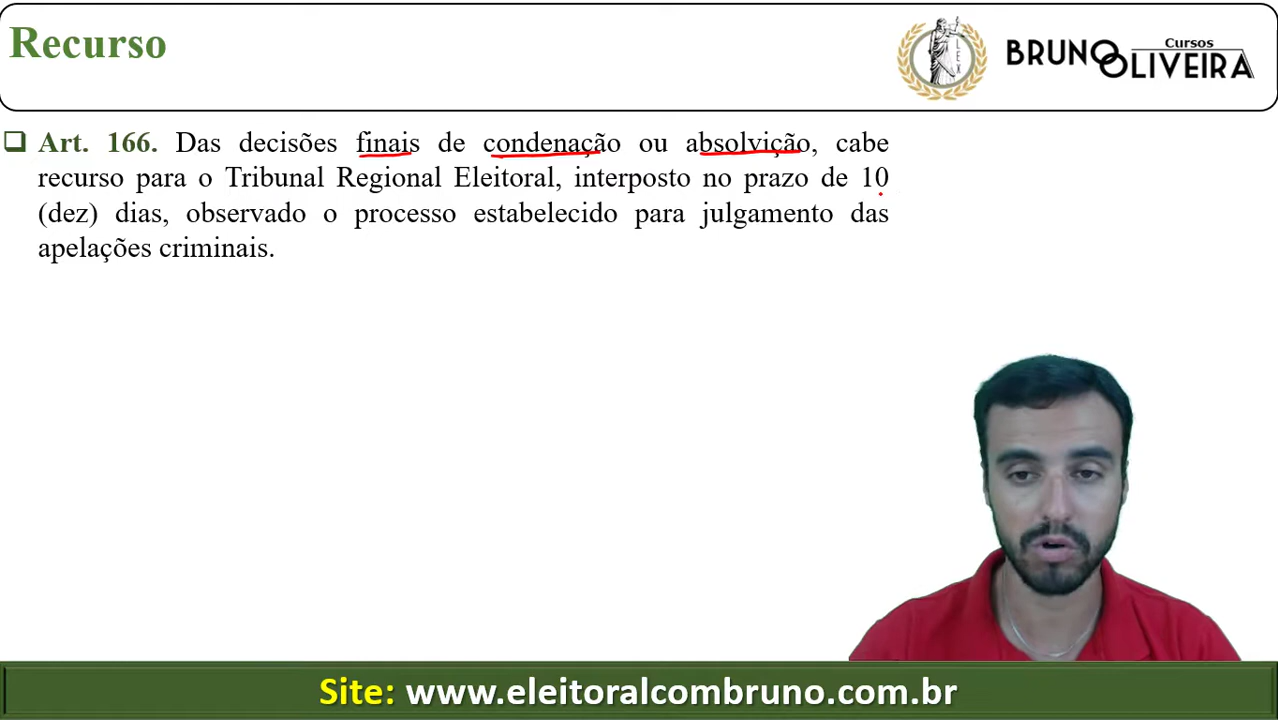 Recurso
Cursos
BRUNO
OLIVEIRA
LEX
❑ Art. 166. Das decisões finais de condenação ou absolvição, cabe
recurso para o Tribunal Regional Eleitoral, interposto no prazo de 10
(dez) dias, observado o processo estabelecido para julgamento das
apelações criminais.
Site: www.eleitoralcombruno.com.br